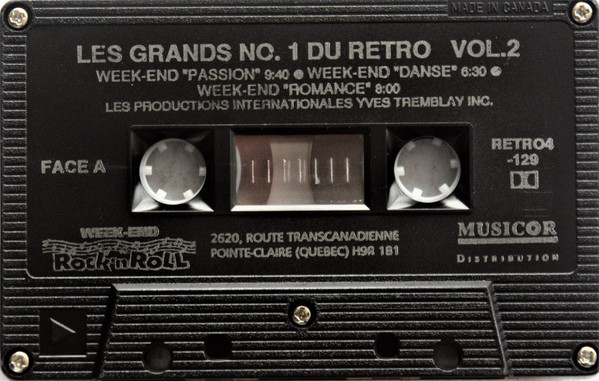 MADE IN CANADA
LES GRANDS NO. 1 DU RETRO VOL.2
WEEK-END "PASSION" 9:40 ● WEEK-END "DANSE" 6:30 ●
WEEK-END "ROMANCE" 8:00
LES PRODUCTIONS INTERNATIONALES YVES TREMBLAY INC.
FACE A
RETRO4
-129
WEEK-END
Rock'n'Roll
2620, ROUTE TRANSCANADIENNE
POINTE-CLAIRE (QUEBEC) H9R 1B1
MUSICOR
DISTRIBUTION